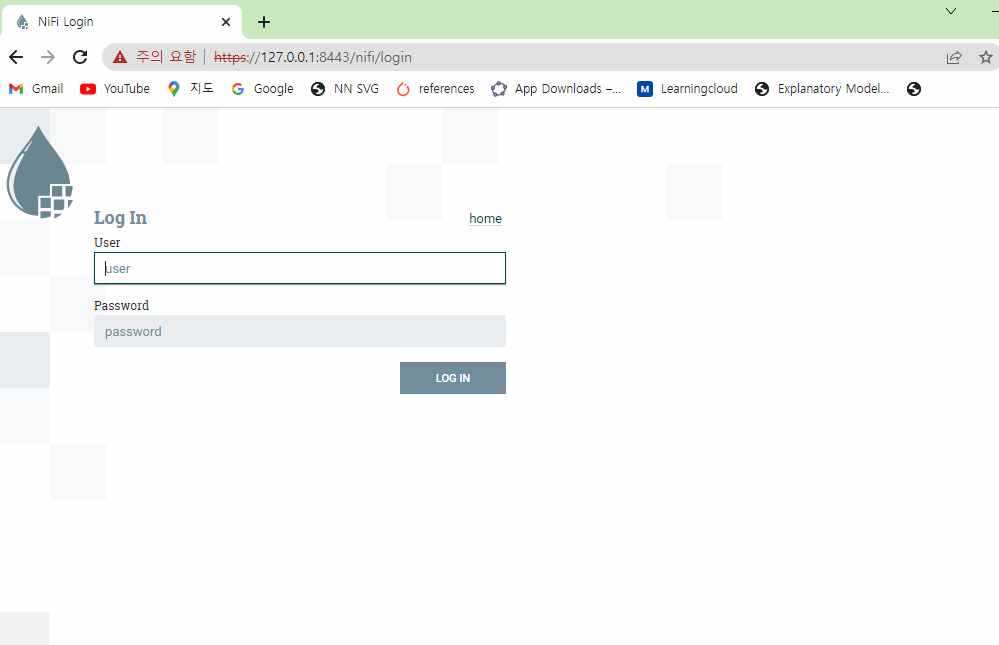 NiFi Login
주의 요함 https://127.0.0.1:8443/nifi/login
Gmail YouTube 지도 Google NN SVG references App Downloads –... Learningcloud Explanatory Model...
Log In home
User
user
Password
password
LOG IN